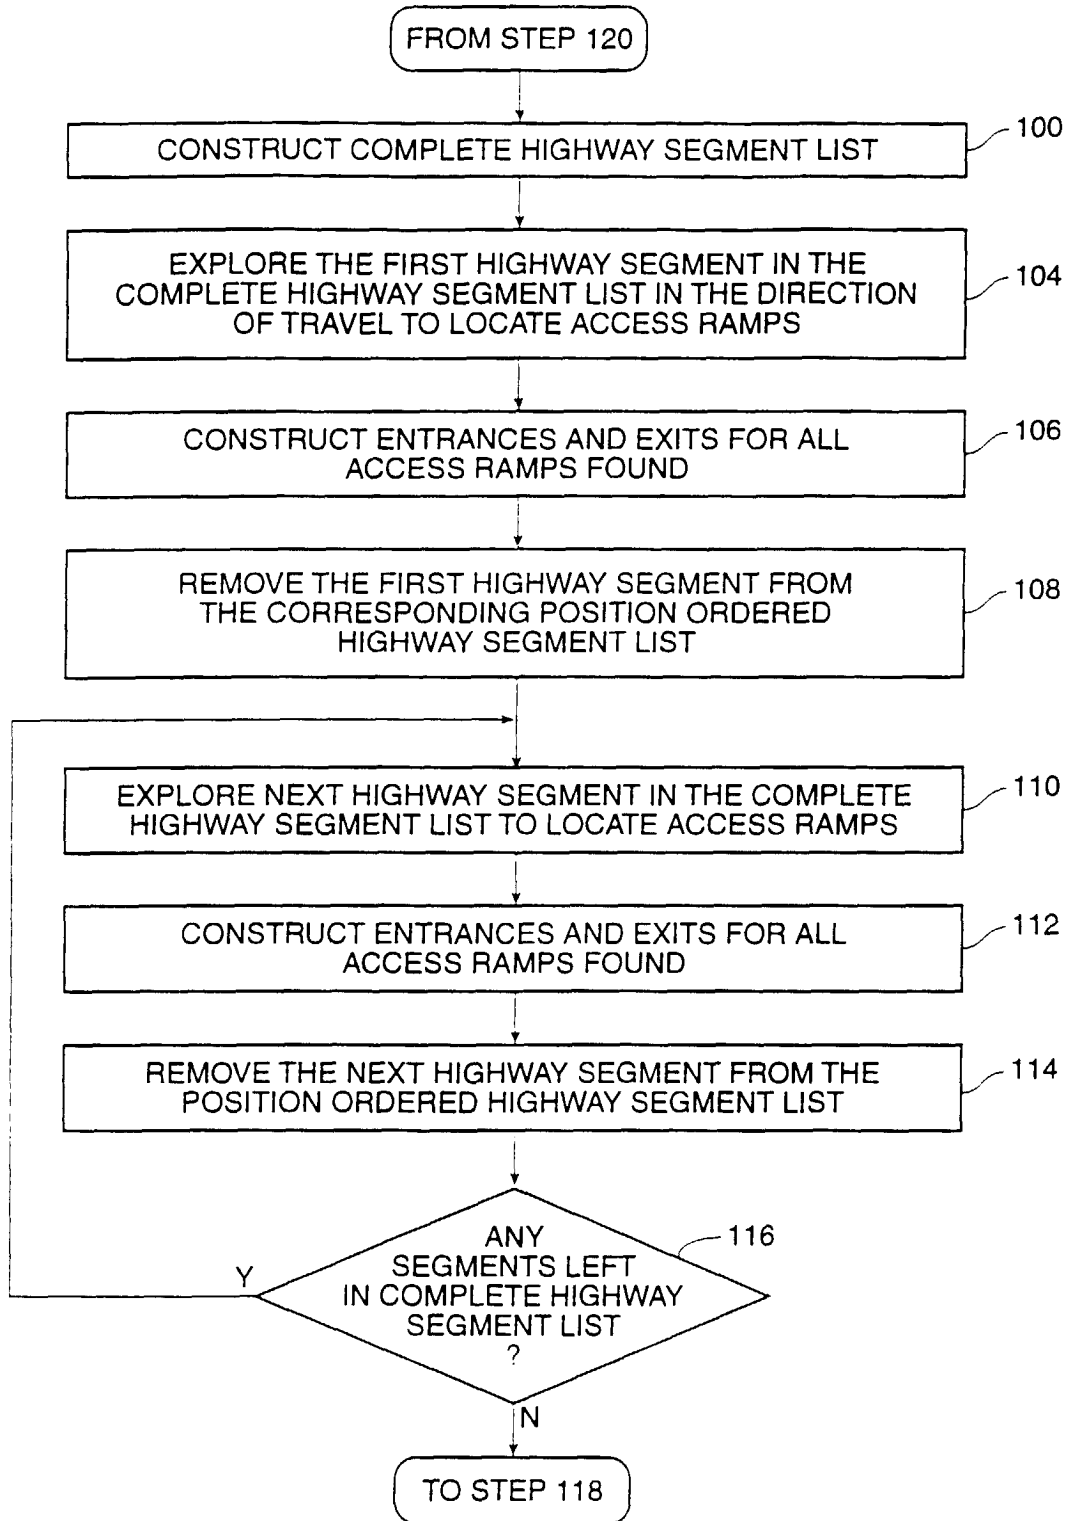 FROM STEP 120
CONSTRUCT COMPLETE HIGHWAY SEGMENT LIST
100
EXPLORE THE FIRST HIGHWAY SEGMENT IN THE
COMPLETE HIGHWAY SEGMENT LIST IN THE DIRECTION
OF TRAVEL TO LOCATE ACCESS RAMPS
104
CONSTRUCT ENTRANCES AND EXITS FOR ALL
ACCESS RAMPS FOUND
106
REMOVE THE FIRST HIGHWAY SEGMENT FROM
THE CORRESPONDING POSITION ORDERED
HIGHWAY SEGMENT LIST
108
EXPLORE NEXT HIGHWAY SEGMENT IN THE COMPLETE
HIGHWAY SEGMENT LIST TO LOCATE ACCESS RAMPS
110
CONSTRUCT ENTRANCES AND EXITS FOR ALL
ACCESS RAMPS FOUND
112
REMOVE THE NEXT HIGHWAY SEGMENT FROM THE
POSITION ORDERED HIGHWAY SEGMENT LIST
114
ANY
SEGMENTS LEFT
IN COMPLETE HIGHWAY
SEGMENT LIST
?
116
Y
N
TO STEP 118